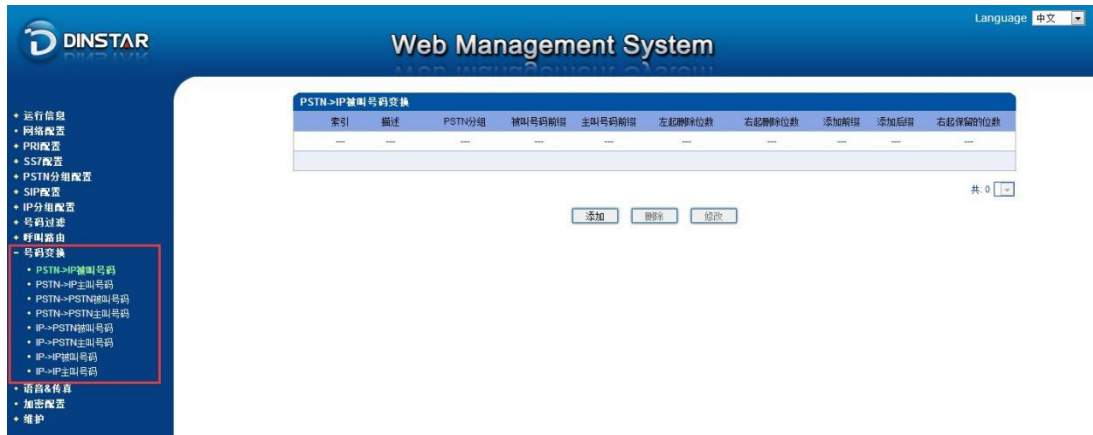 Language 中文
DINSTAR
Web Management System
+ 运行信息
• 网络配置
+ PRI配置
+ SS7配置
+ PSTN分组配置
+ SIP配置
+ IP分组配置
+ 号码过滤
+ 呼叫路由
- 号码变换
• PSTN->IP被叫号码
• PSTN->IP主叫号码
• PSTN->PSTN被叫号码
• PSTN->PSTN主叫号码
• IP->PSTN被叫号码
• IP->PSTN主叫号码
• IP->IP被叫号码
• IP->IP主叫号码
• 语音&传真
• 加密配置
+ 维护
PSTN->IP被叫号码变换
索引 描述 PSTN分组 被叫号码前缀 主叫号码前缀 左起删除位数 右起删除位数 添加前缀 添加后缀 右起保留的位数
--- --- --- --- --- --- --- --- --- ---
共: 0
添加 删除 修改